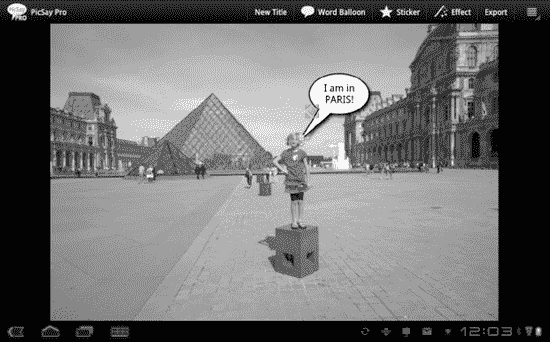 PicSay PRO
PicSay Pro
New Title
Word Balloon
Sticker
Effect
Export
I am in
PARIS!
12:03